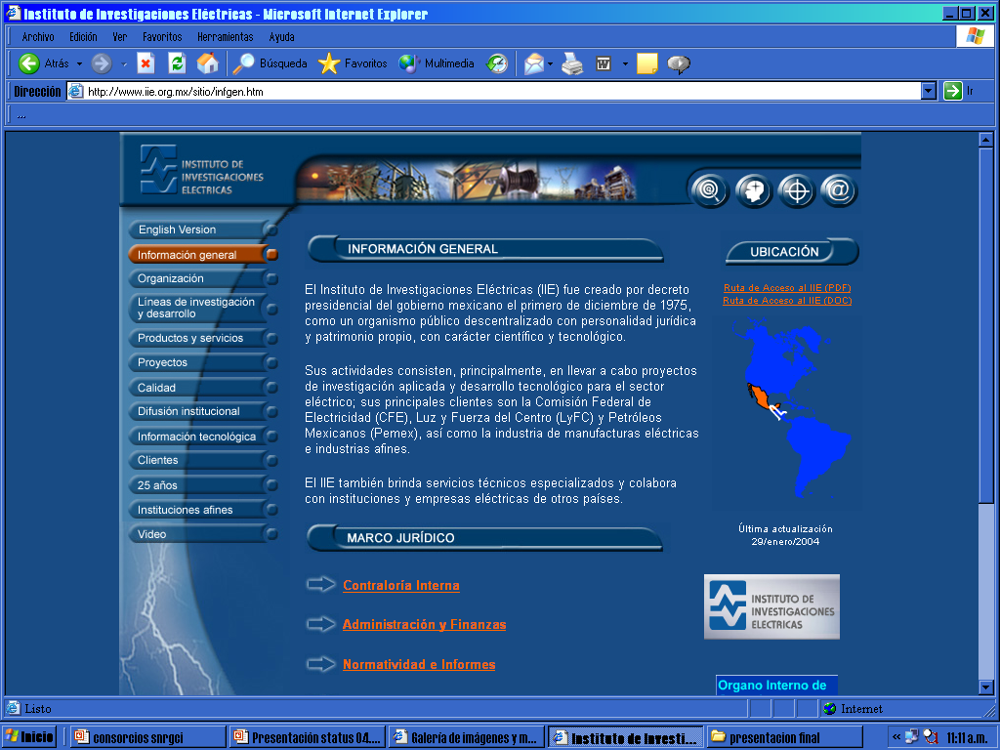 Instituto de Investigaciones Eléctricas - Microsoft Internet Explorer
Archivo Edición Ver Favoritos Herramientas Ayuda
Atrás Búsqueda Favoritos Multimedia
Dirección http://www.iie.org.mx/sitio/infgen.htm Ir
...
INSTITUTO DE
INVESTIGACIONES
ELECTRICAS
English Version
Información general
Organización
Líneas de investigación
y desarrollo
Productos y servicios
Proyectos
Calidad
Difusión institucional
Información tecnológica
Clientes
25 años
Instituciones afines
Video
INFORMACIÓN GENERAL
El Instituto de Investigaciones Eléctricas (IIE) fue creado por decreto
presidencial del gobierno mexicano el primero de diciembre de 1975,
como un organismo público descentralizado con personalidad jurídica
y patrimonio propio, con carácter científico y tecnológico.
Sus actividades consisten, principalmente, en llevar a cabo proyectos
de investigación aplicada y desarrollo tecnológico para el sector
eléctrico; sus principales clientes son la Comisión Federal de
Electricidad (CFE), Luz y Fuerza del Centro (LyFC) y Petróleos
Mexicanos (Pemex), así como la industria de manufacturas eléctricas
e industrias afines.
El IIE también brinda servicios técnicos especializados y colabora
con instituciones y empresas eléctricas de otros países.
MARCO JURÍDICO
Contraloría Interna
Administración y Finanzas
Normatividad e Informes
UBICACIÓN
Ruta de Acceso al IIE (PDF)
Ruta de Acceso al IIE (DOC)
Última actualización
29/enero/2004
INSTITUTO DE
INVESTIGACIONES
ELECTRICAS
Organo Interno de
Listo Internet
Inicio consorcios snrgci Presentación status 04.... Galería de imágenes y m... Instituto de Investi... presentacion final « 11:11 a.m.